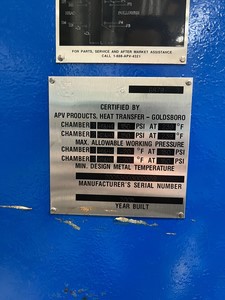 FOR PARTS, SERVICE AND AFTER MARKET ASSISTANCE
CERTIFIED BY
APV PRODUCTS, HEAT TRANSFER - GOLDSBORO
CHAMBER PSI AT °F
CHAMBER PSI AT °F
MAX. ALLOWABLE WORKING PRESSURE
CHAMBER °F AT PSI
CHAMBER °F AT PSI
MIN. DESIGN METAL TEMPERATURE
MANUFACTURER'S SERIAL NUMBER
YEAR BUILT